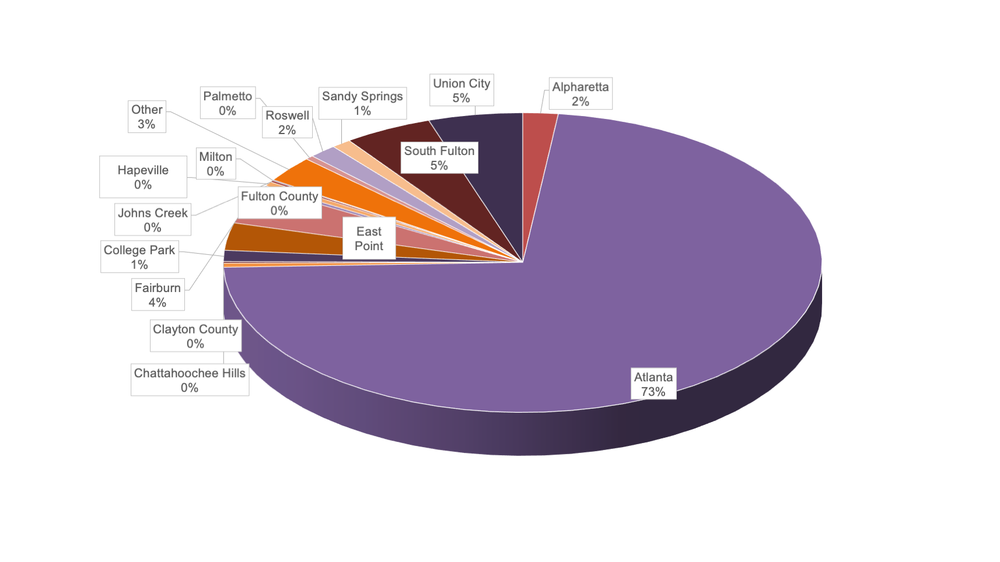 Union City
5%
Alpharetta
2%
Palmetto
0%
Sandy Springs
1%
Other
3%
Roswell
2%
South Fulton
5%
Milton
0%
Hapeville
0%
Fulton County
0%
Johns Creek
0%
East
Point
College Park
1%
Fairburn
4%
Clayton County
0%
Chattahoochee Hills
0%
Atlanta
73%